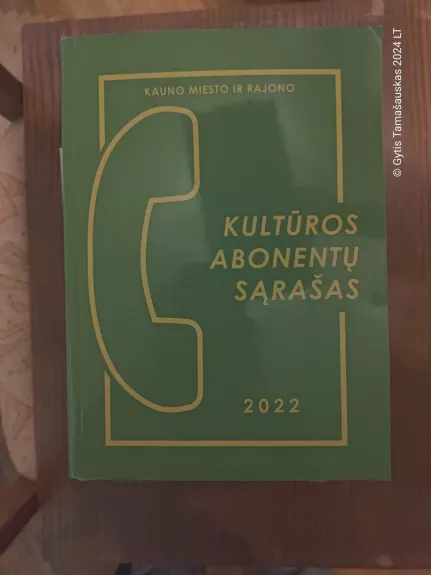 KAUNO MIESTO IR RAJONO
KULTŪROS
ABONENTŲ
SĄRAŠAS
2022
© Gytis Tamašauskas 2024 LT